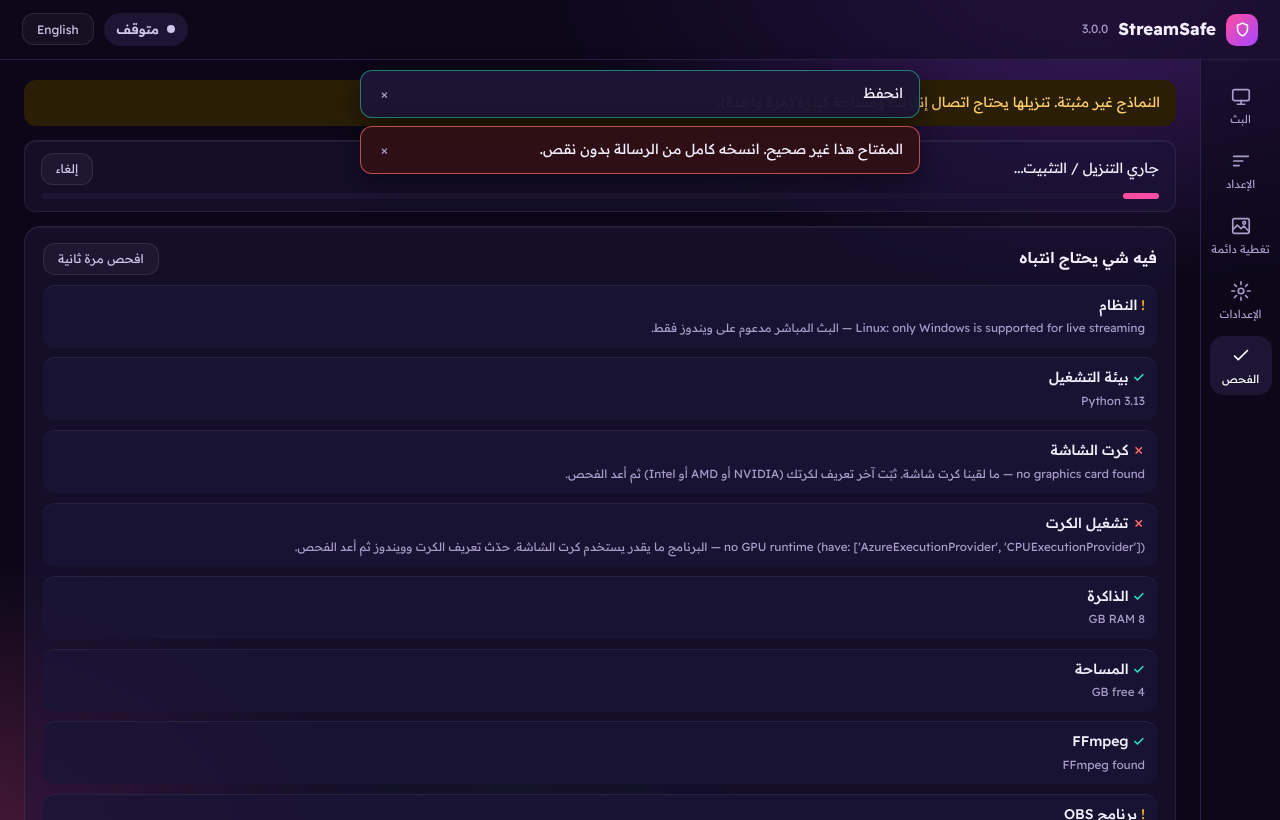 StreamSafe 3.0.0
متوقف
English
البث
الإعداد
تغطية دائمة
الإعدادات
الفحص
انحفظ ×
المفتاح هذا غير صحيح. انسخه كامل من الرسالة بدون نقص. ×
النماذج غير مثبتة. تنزيلها يحتاج اتصال إنترنت ومساحة كبيرة (مرة واحدة).
جاري التنزيل / التثبيت...
إلغاء
فيه شي يحتاج انتباه
افحص مرة ثانية
! النظام
Linux: only Windows is supported for live streaming — البث المباشر مدعوم على ويندوز فقط.
✓ بيئة التشغيل
Python 3.13
× كرت الشاشة
no graphics card found — ما لقينا كرت شاشة. ثبّت آخر تعريف لكرتك (NVIDIA أو AMD أو Intel) ثم أعد الفحص.
× تشغيل الكرت
no GPU runtime (have: ['AzureExecutionProvider', 'CPUExecutionProvider']) — البرنامج ما يقدر يستخدم كرت الشاشة. حدّث تعريف الكرت وويندوز ثم أعد الفحص.
✓ الذاكرة
8 GB RAM
✓ المساحة
4 GB free
✓ FFmpeg
FFmpeg found
! برنامج OBS